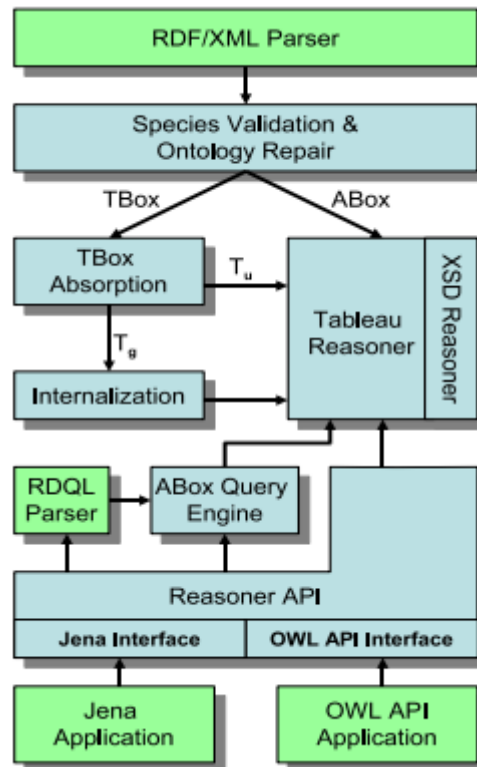 RDF/XML Parser
Species Validation &
Ontology Repair
TBox
ABox
TBox
Absorption
Tu
Tableau
Reasoner
XSD Reasoner
Tg
Internalization
RDQL
Parser
ABox Query
Engine
Reasoner API
Jena Interface
OWL API Interface
Jena
Application
OWL API
Application